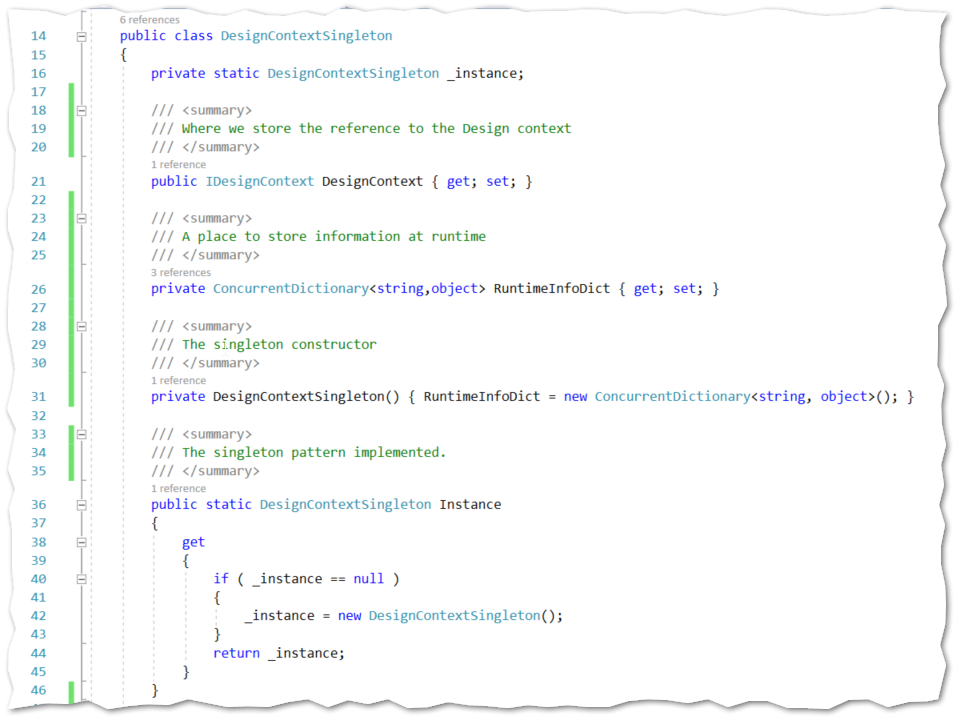 6 references
14 public class DesignContextSingleton
15 {
16 private static DesignContextSingleton _instance;
17
18 /// <summary>
19 /// Where we store the reference to the Design context
20 /// </summary>
1 reference
21 public IDesignContext DesignContext { get; set; }
22
23 /// <summary>
24 /// A place to store information at runtime
25 /// </summary>
3 references
26 private ConcurrentDictionary<string,object> RuntimeInfoDict { get; set; }
27
28 /// <summary>
29 /// The singleton constructor
30 /// </summary>
1 reference
31 private DesignContextSingleton() { RuntimeInfoDict = new ConcurrentDictionary<string, object>(); }
32
33 /// <summary>
34 /// The singleton pattern implemented.
35 /// </summary>
1 reference
36 public static DesignContextSingleton Instance
37 {
38 get
39 {
40 if ( _instance == null )
41 {
42 _instance = new DesignContextSingleton();
43 }
44 return _instance;
45 }
46 }